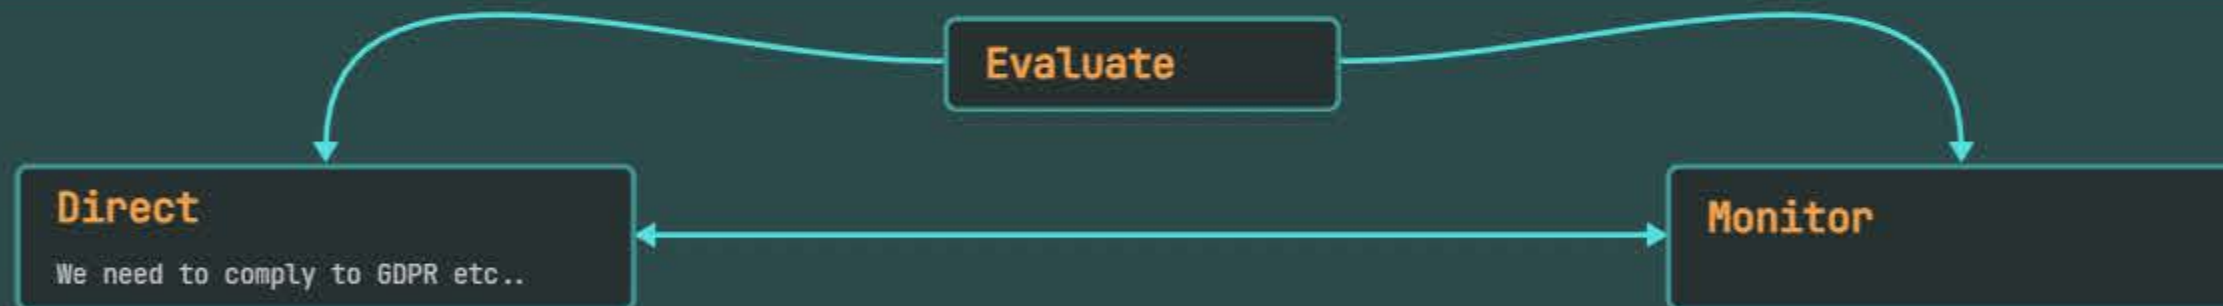 Evaluate
Direct
We need to comply to GDPR etc..
Monitor